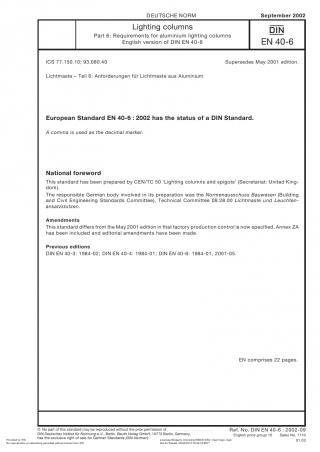 DEUTSCHE NORM
September 2002
Lighting columns
Part 6: Requirements for aluminium lighting columns
English version of DIN EN 40-6
DIN
EN 40-6
ICS 77.150.10; 93.080.40
Supersedes May 2001 edition.
Lichtmaste – Teil 6: Anforderungen für Lichtmaste aus Aluminium
European Standard EN 40-6 : 2002 has the status of a DIN Standard.
A comma is used as the decimal marker.
National foreword
This standard has been prepared by CEN/TC 50 'Lighting columns and spigots' (Secretariat: United King-
dom).
The responsible German body involved in its preparation was the Normenausschuss Bauwesen (Building
and Civil Engineering Standards Committee), Technical Committee 08.28.00 Lichtmaste und Leuchten-
ansatzstutzen.
Amendments
This standard differs from the May 2001 edition in that factory production control is now specified, Annex ZA
has been included and editorial amendments have been made.
Previous editions
DIN EN 40-3: 1984-02; DIN EN 40-4: 1984-01; DIN EN 40-6: 1984-01, 2001-05.
EN comprises 22 pages.
© No part of this standard may be reproduced without the prior permission of
DIN Deutsches Institut für Normung e.V., Berlin. Beuth Verlag GmbH, 10772 Berlin, Germany,
has the exclusive right of sale for German Standards (DIN-Normen).
Ref. No. DIN EN 40-6 : 2002-09
English price group 10 Sales No. 1110